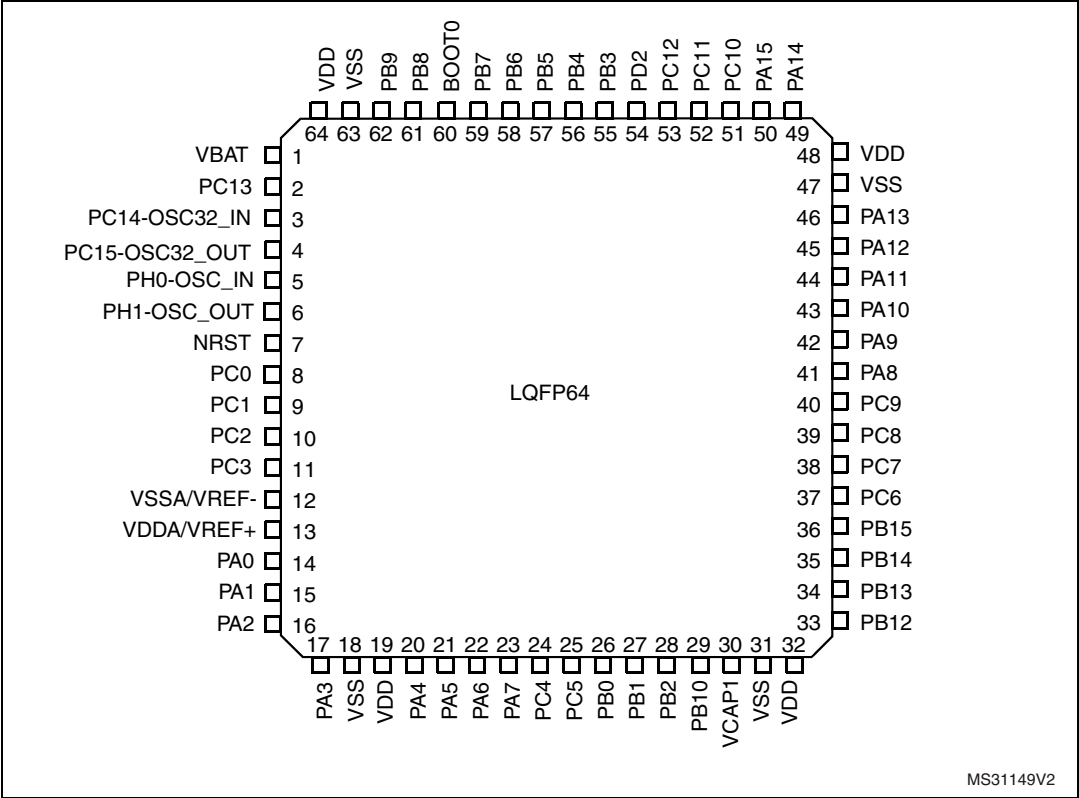 VDD
VSS
PB9
PB8
BOOT0
PB7
PB6
PB5
PB4
PB3
PD2
PC12
PC11
PC10
PA15
PA14
64 63 62 61 60 59 58 57 56 55 54 53 52 51 50 49
VBAT 1 48 VDD
PC13 2 47 VSS
PC14-OSC32_IN 3 46 PA13
PC15-OSC32_OUT 4 45 PA12
PH0-OSC_IN 5 44 PA11
PH1-OSC_OUT 6 43 PA10
NRST 7 42 PA9
PC0 8 41 PA8
LQFP64
PC1 9 40 PC9
PC2 10 39 PC8
PC3 11 38 PC7
VSSA/VREF- 12 37 PC6
VDDA/VREF+ 13 36 PB15
PA0 14 35 PB14
PA1 15 34 PB13
PA2 16 33 PB12
17 18 19 20 21 22 23 24 25 26 27 28 29 30 31 32
PA3
VSS
VDD
PA4
PA5
PA6
PA7
PC4
PC5
PB0
PB1
PB2
PB10
VCAP1
VSS
VDD
MS31149V2